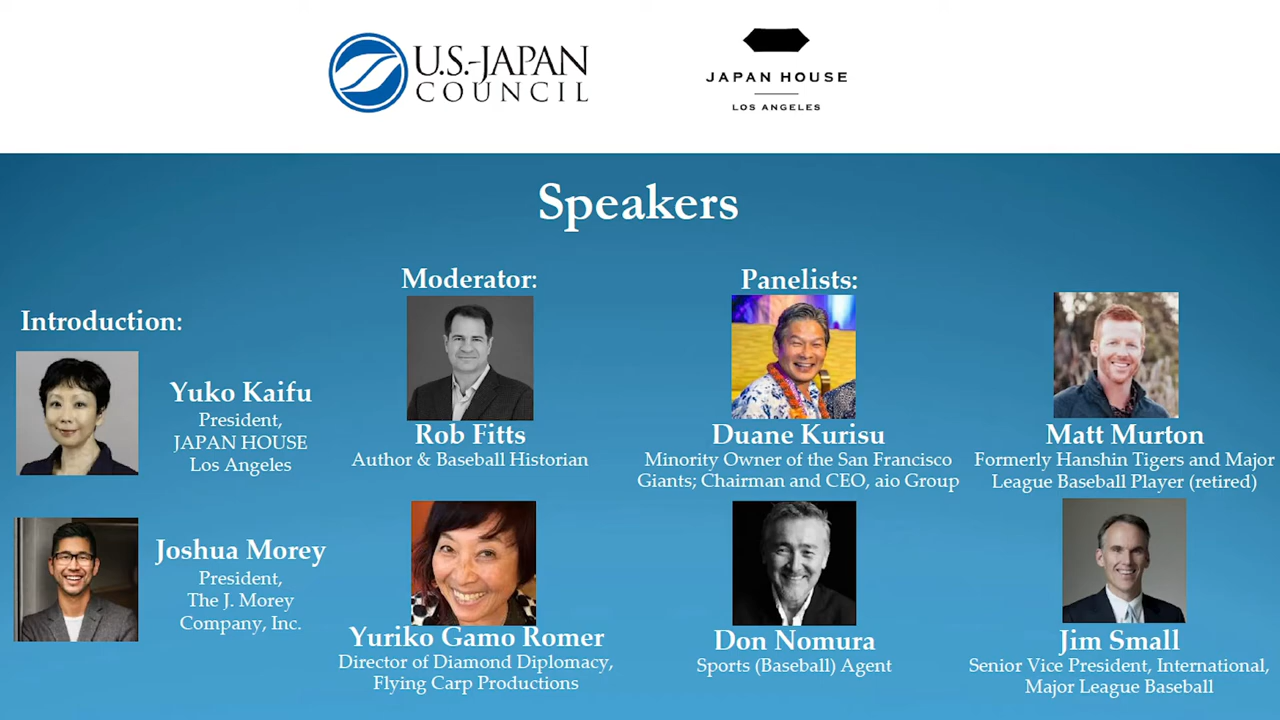 U.S.-JAPAN
COUNCIL
JAPAN HOUSE
LOS ANGELES
Speakers
Introduction:
Yuko Kaifu
President,
JAPAN HOUSE
Los Angeles
Joshua Morey
President,
The J. Morey
Company, Inc.
Moderator:
Rob Fitts
Author & Baseball Historian
Yuriko Gamo Romer
Director of Diamond Diplomacy,
Flying Carp Productions
Panelists:
Duane Kurisu
Minority Owner of the San Francisco
Giants; Chairman and CEO, aio Group
Don Nomura
Sports (Baseball) Agent
Matt Murton
Formerly Hanshin Tigers and Major
League Baseball Player (retired)
Jim Small
Senior Vice President, International,
Major League Baseball